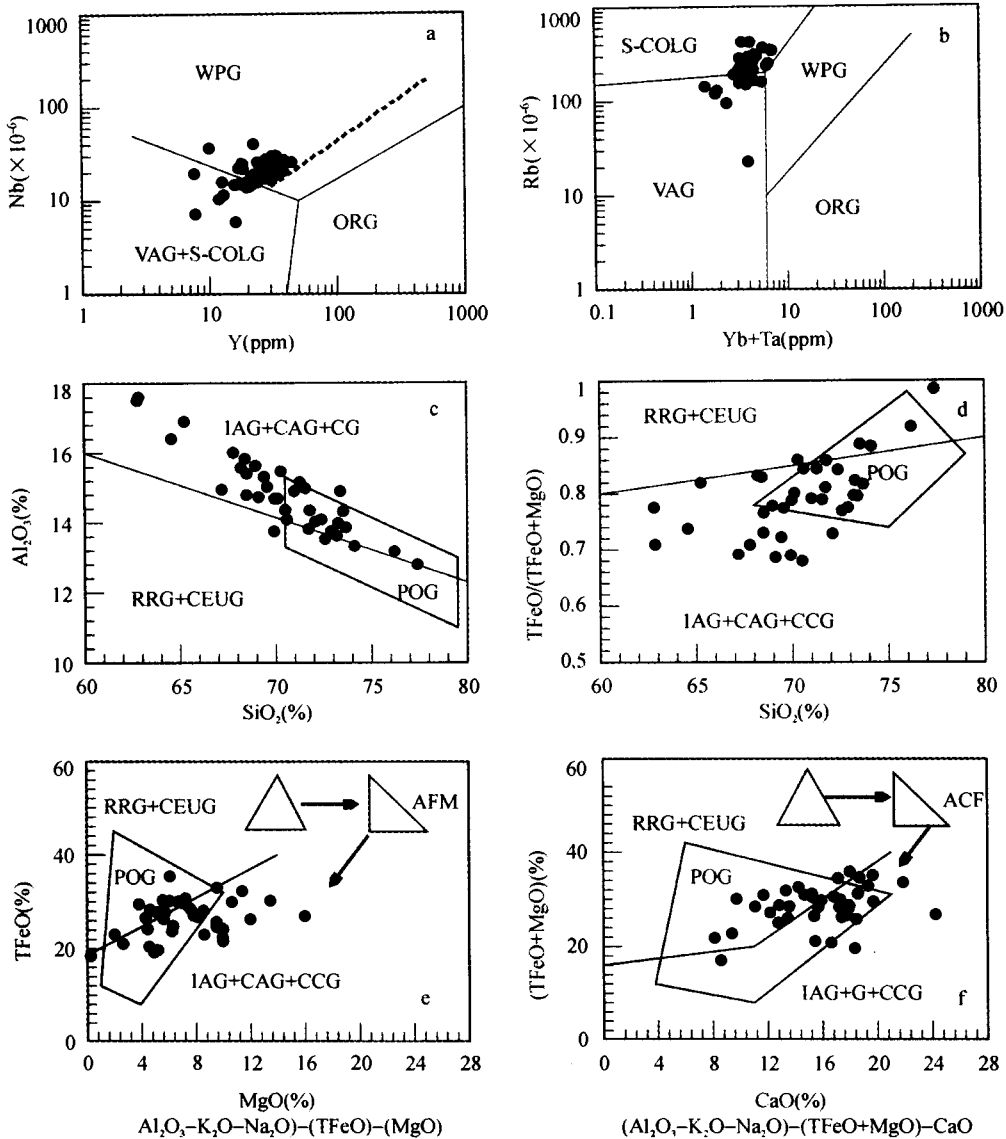 1000
100
10
1
Nb(×10⁻⁶)
a
WPG
ORG
VAG+S-COLG
1 10 100 1000
Y(ppm)
1000
100
10
1
Rb(×10⁻⁶)
b
S-COLG
WPG
VAG
ORG
0.1 1 10 100 1000
Yb+Ta(ppm)
18
16
14
12
10
Al₂O₃(%)
c
IAG+CAG+CG
RRG+CEUG
POG
60 65 70 75 80
SiO₂(%)
1
0.9
0.8
0.7
0.6
0.5
TFeO/(TFeO+MgO)
d
RRG+CEUG
POG
IAG+CAG+CCG
60 65 70 75 80
SiO₂(%)
60
40
20
0
TFeO(%)
RRG+CEUG
AFM
POG
IAG+CAG+CCG
e
0 4 8 12 16 20 24 28
MgO(%)
Al₂O₃–K₂O–Na₂O)–(TFeO)–(MgO)
60
40
20
0
(TFeO+MgO)(%)
RRG+CEUG
ACF
POG
IAG+G+CCG
f
0 4 8 12 16 20 24 28
CaO(%)
(Al₂O₃–K₂O–Na₂O)–(TFeO+MgO)–CaO